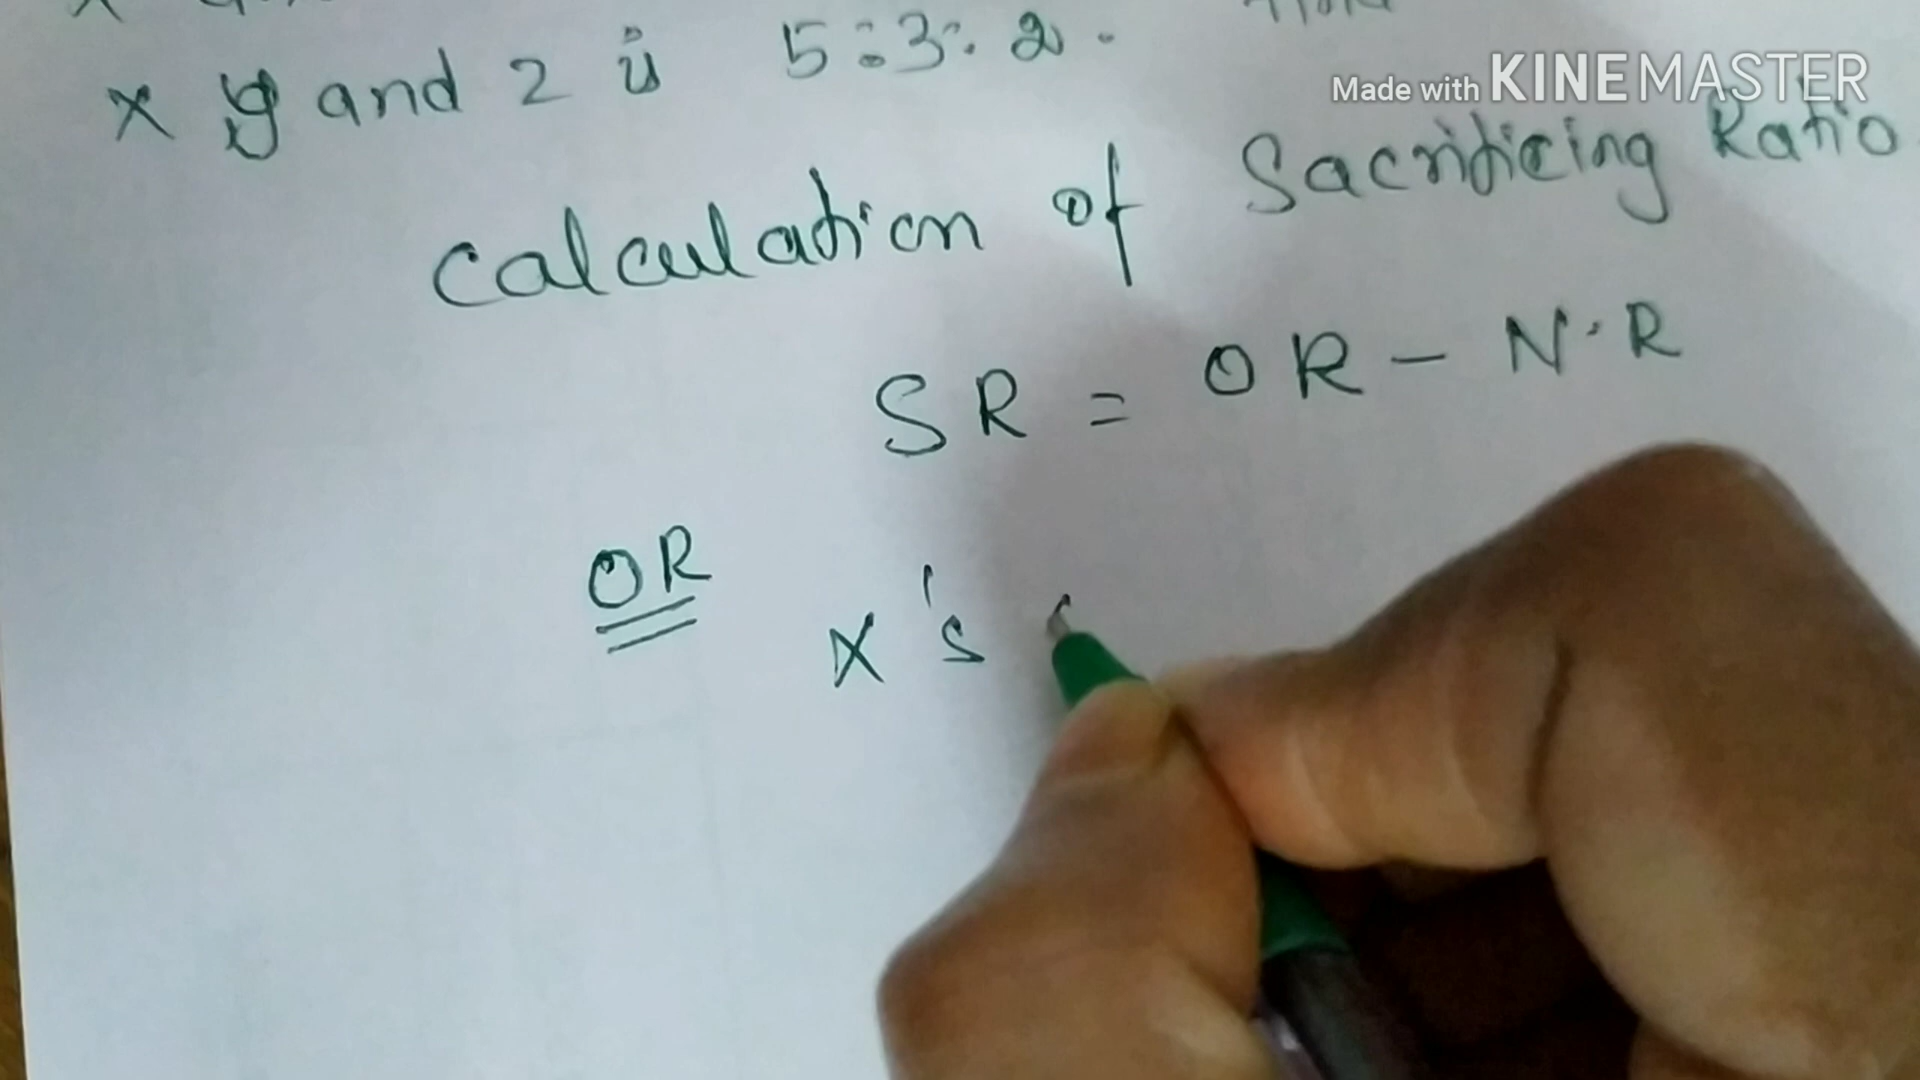 x y and z is 5:3:2.
Made with KINEMASTER
Calculation of Sacrificing Ratio
SR = OR - N.R
OR
X's